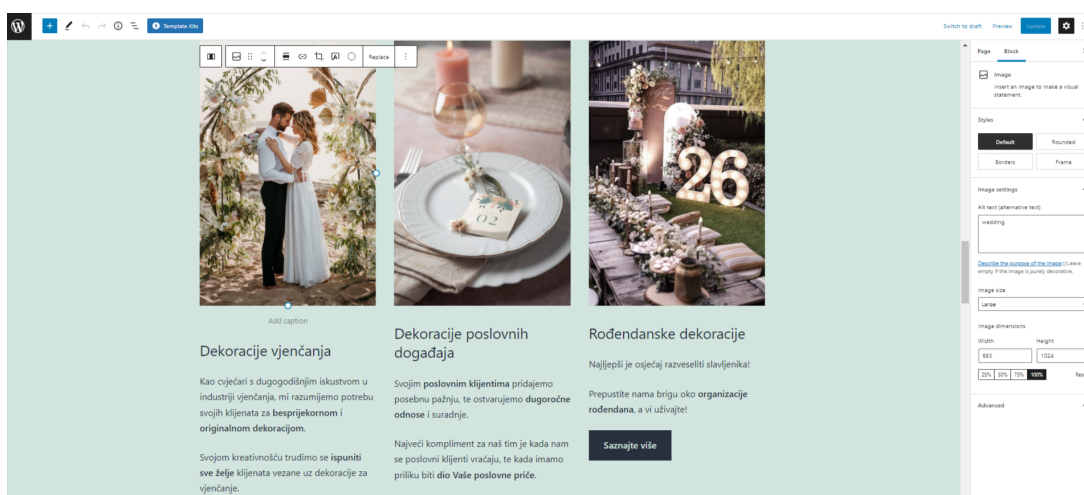 Template Kits
Switch to draft
Preview
Update
Replace
26
02
Add caption
Dekoracije vjenčanja
Kao cvjećari s dugogodišnjim iskustvom u
industriji vjenčanja, mi razumijemo potrebu
svojih klijenata za besprijekornom i
originalnom dekoracijom.
Svojom kreativnošću trudimo se ispuniti
sve želje klijenata vezane uz dekoracije za
vjenčanje.
Dekoracije poslovnih
događaja
Svojim poslovnim klijentima pridajemo
posebnu pažnju, te ostvarujemo dugoročne
odnose i suradnje.
Najveći kompliment za naš tim je kada nam
se poslovni klijenti vraćaju, te kada imamo
priliku biti dio Vaše poslovne priče.
Rođendanske dekoracije
Najljepši je osjećaj razveseliti slavljenika!
Prepustite nama brigu oko organizacije
rođendana, a vi uživajte!
Saznajte više
Page
Block
Image
Insert an image to make a visual
statement.
Styles
Default
Rounded
Borders
Frame
Image settings
Alt text (alternative text)
wedding
Describe the purpose of the image Leave
empty if the image is purely decorative.
Image size
Large
Image dimensions
Width
Height
683
1024
25% 50% 75% 100%
Advanced